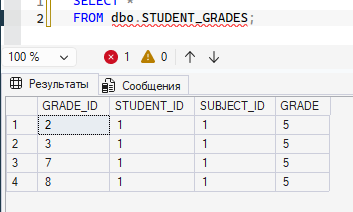 1 SELECT *
2 FROM dbo.STUDENT_GRADES;
100 % 1 0
Результаты Сообщения
GRADE_ID STUDENT_ID SUBJECT_ID GRADE
1 2 1 1 5
2 3 1 1 5
3 7 1 1 5
4 8 1 1 5